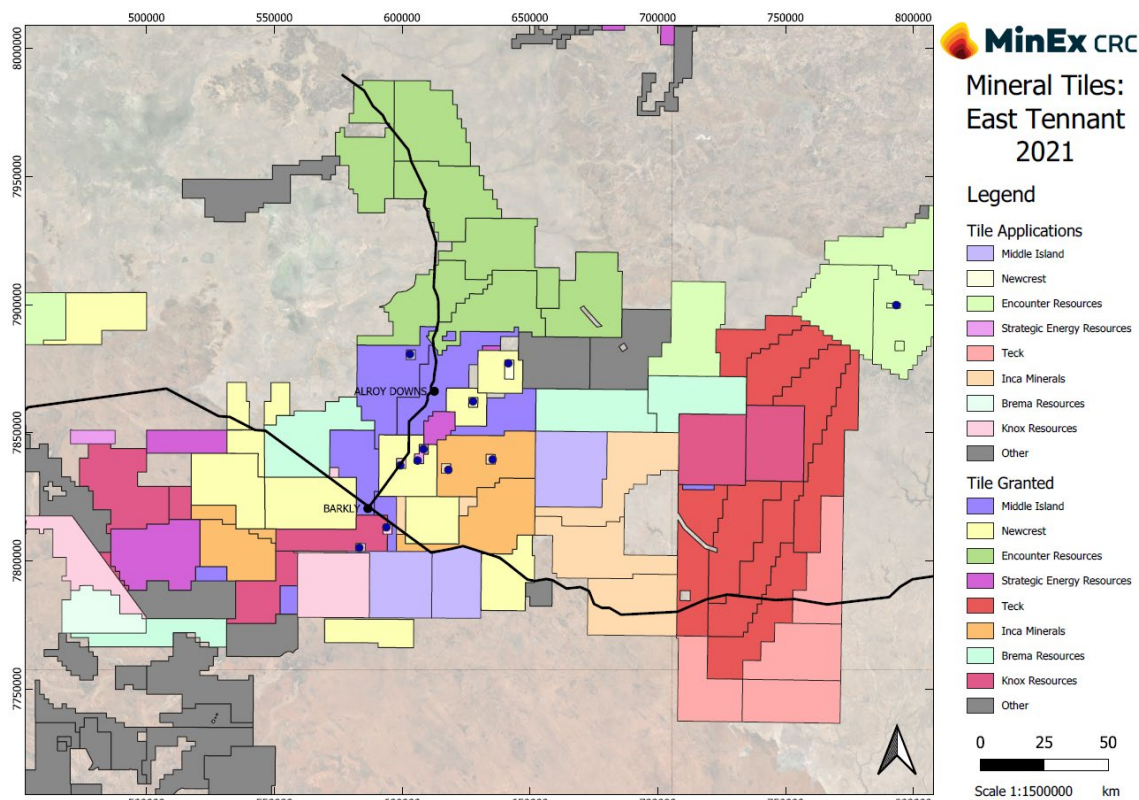 500000 550000 600000 650000 700000 750000 800000
8000000
7950000
7900000
7850000
7800000
7750000
ALROY DOWNS
BARKLY
MinEx CRC
Mineral Tiles:
East Tennant
2021
Legend
Tile Applications
Middle Island
Newcrest
Encounter Resources
Strategic Energy Resources
Teck
Inca Minerals
Brema Resources
Knox Resources
Other
Tile Granted
Middle Island
Newcrest
Encounter Resources
Strategic Energy Resources
Teck
Inca Minerals
Brema Resources
Knox Resources
Other
0 25 50
Scale 1:1500000 km